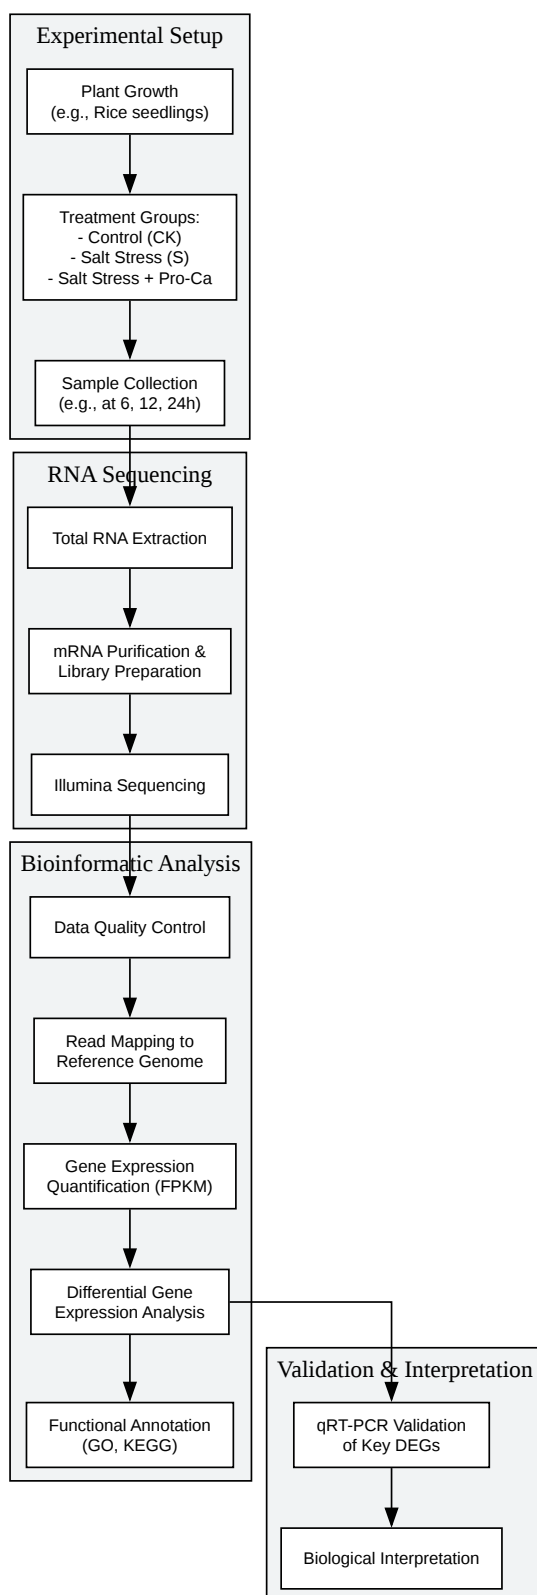 Experimental Setup
Plant Growth
(e.g., Rice seedlings)
Treatment Groups:
- Control (CK)
- Salt Stress (S)
- Salt Stress + Pro-Ca
Sample Collection
(e.g., at 6, 12, 24h)
RNA Sequencing
Total RNA Extraction
mRNA Purification &
Library Preparation
Illumina Sequencing
Bioinformatic Analysis
Data Quality Control
Read Mapping to
Reference Genome
Gene Expression
Quantification (FPKM)
Differential Gene
Expression Analysis
Functional Annotation
(GO, KEGG)
Validation & Interpretation
qRT-PCR Validation
of Key DEGs
Biological Interpretation